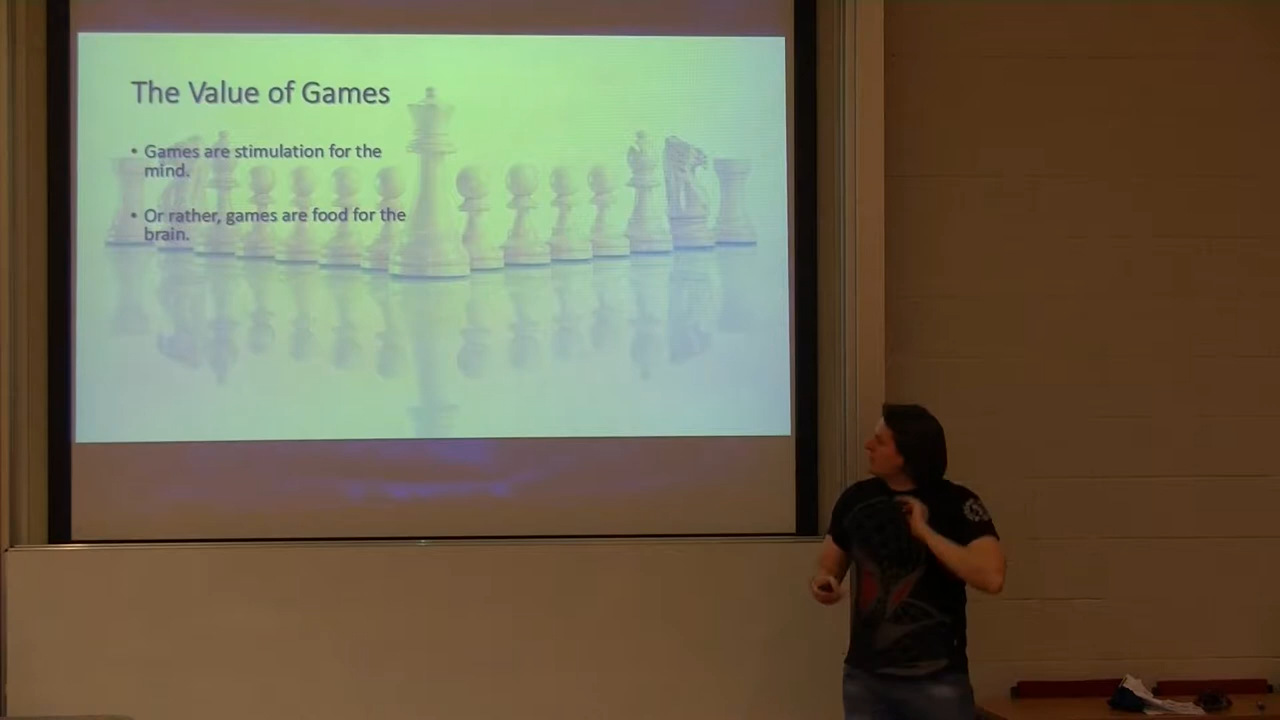 The Value of Games
• Games are stimulation for the
mind.
• Or rather, games are food for the
brain.